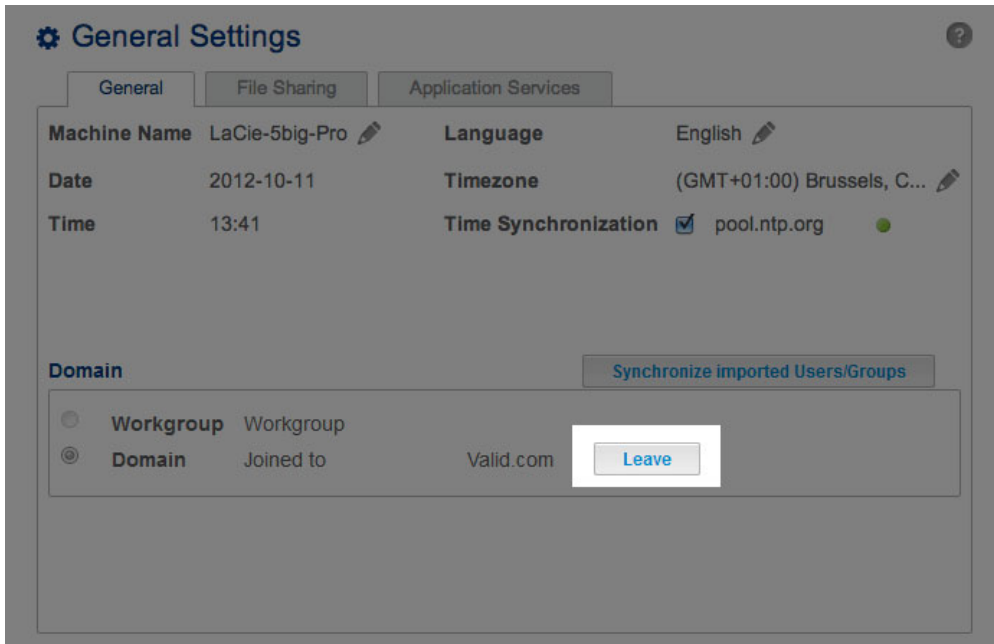 General Settings ?
General File Sharing Application Services
Machine Name LaCie-5big-Pro Language English
Date 2012-10-11 Timezone (GMT+01:00) Brussels, C...
Time 13:41 Time Synchronization pool.ntp.org
Domain Synchronize imported Users/Groups
Workgroup Workgroup
Domain Joined to Valid.com Leave